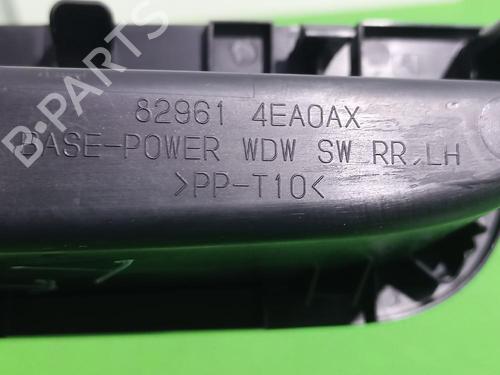 B-PARTS
82961 4EA0AX
BASE-POWER WDW SW RR,LH
>PP-T10<